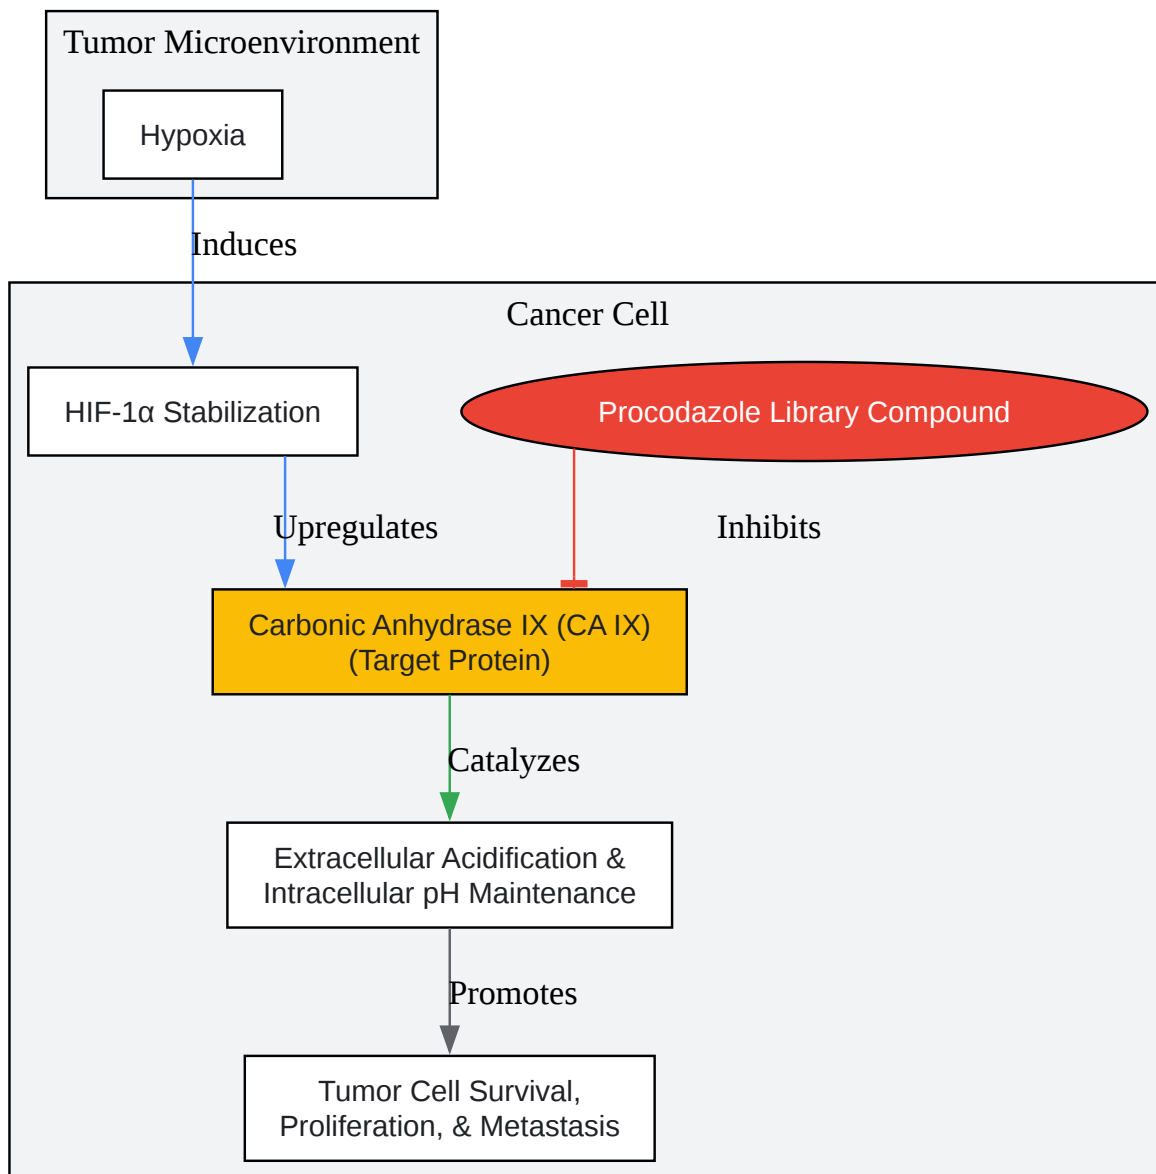 Tumor Microenvironment
Hypoxia
Induces
Cancer Cell
HIF-1α Stabilization
Procodazole Library Compound
Upregulates
Inhibits
Carbonic Anhydrase IX (CA IX)
(Target Protein)
Catalyzes
Extracellular Acidification &
Intracellular pH Maintenance
Promotes
Tumor Cell Survival,
Proliferation, & Metastasis